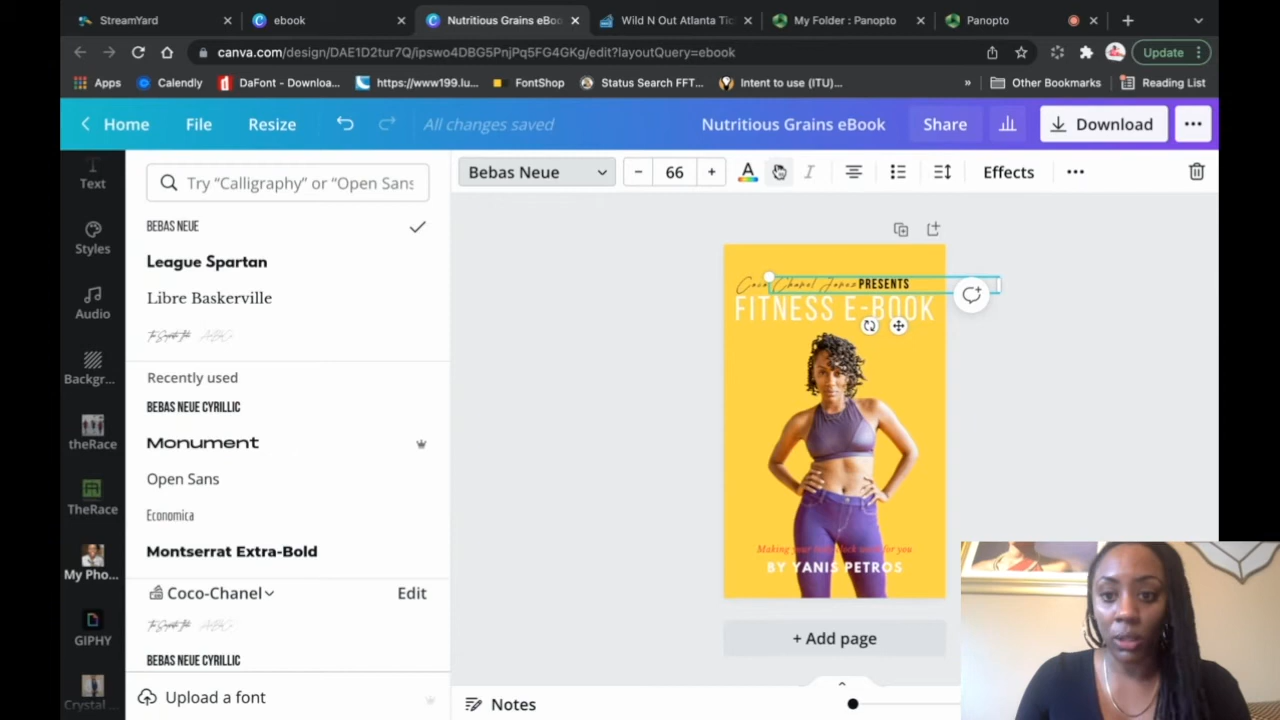 StreamYard
ebook
Nutritious Grains eBoo
Wild N Out Atlanta Tic
My Folder : Panopto
Panopto
canva.com/design/DAE1D2tur7Q/ipswo4DBG5PnjPq5FG4GKg/edit?layoutQuery=ebook
Update
Apps
Calendly
DaFont - Downloa...
https://www199.lu...
FontShop
Status Search FFT...
Intent to use (ITU)...
»
Other Bookmarks
Reading List
Home
File
Resize
All changes saved
Nutritious Grains eBook
Share
Download
Text
Styles
Audio
Backgr...
theRace
TheRace
My Pho...
GIPHY
Crystal ...
Try “Calligraphy” or “Open Sans
BEBAS NEUE
League Spartan
Libre Baskerville
Recently used
BEBAS NEUE CYRILLIC
Monument
Open Sans
Economica
Montserrat Extra-Bold
Coco-Chanel
Edit
BEBAS NEUE CYRILLIC
Upload a font
Bebas Neue
66
A
I
Effects
Coco Chanel Jones PRESENTS
FITNESS E-BOOK
BY YANIS PETROS
+ Add page
Notes